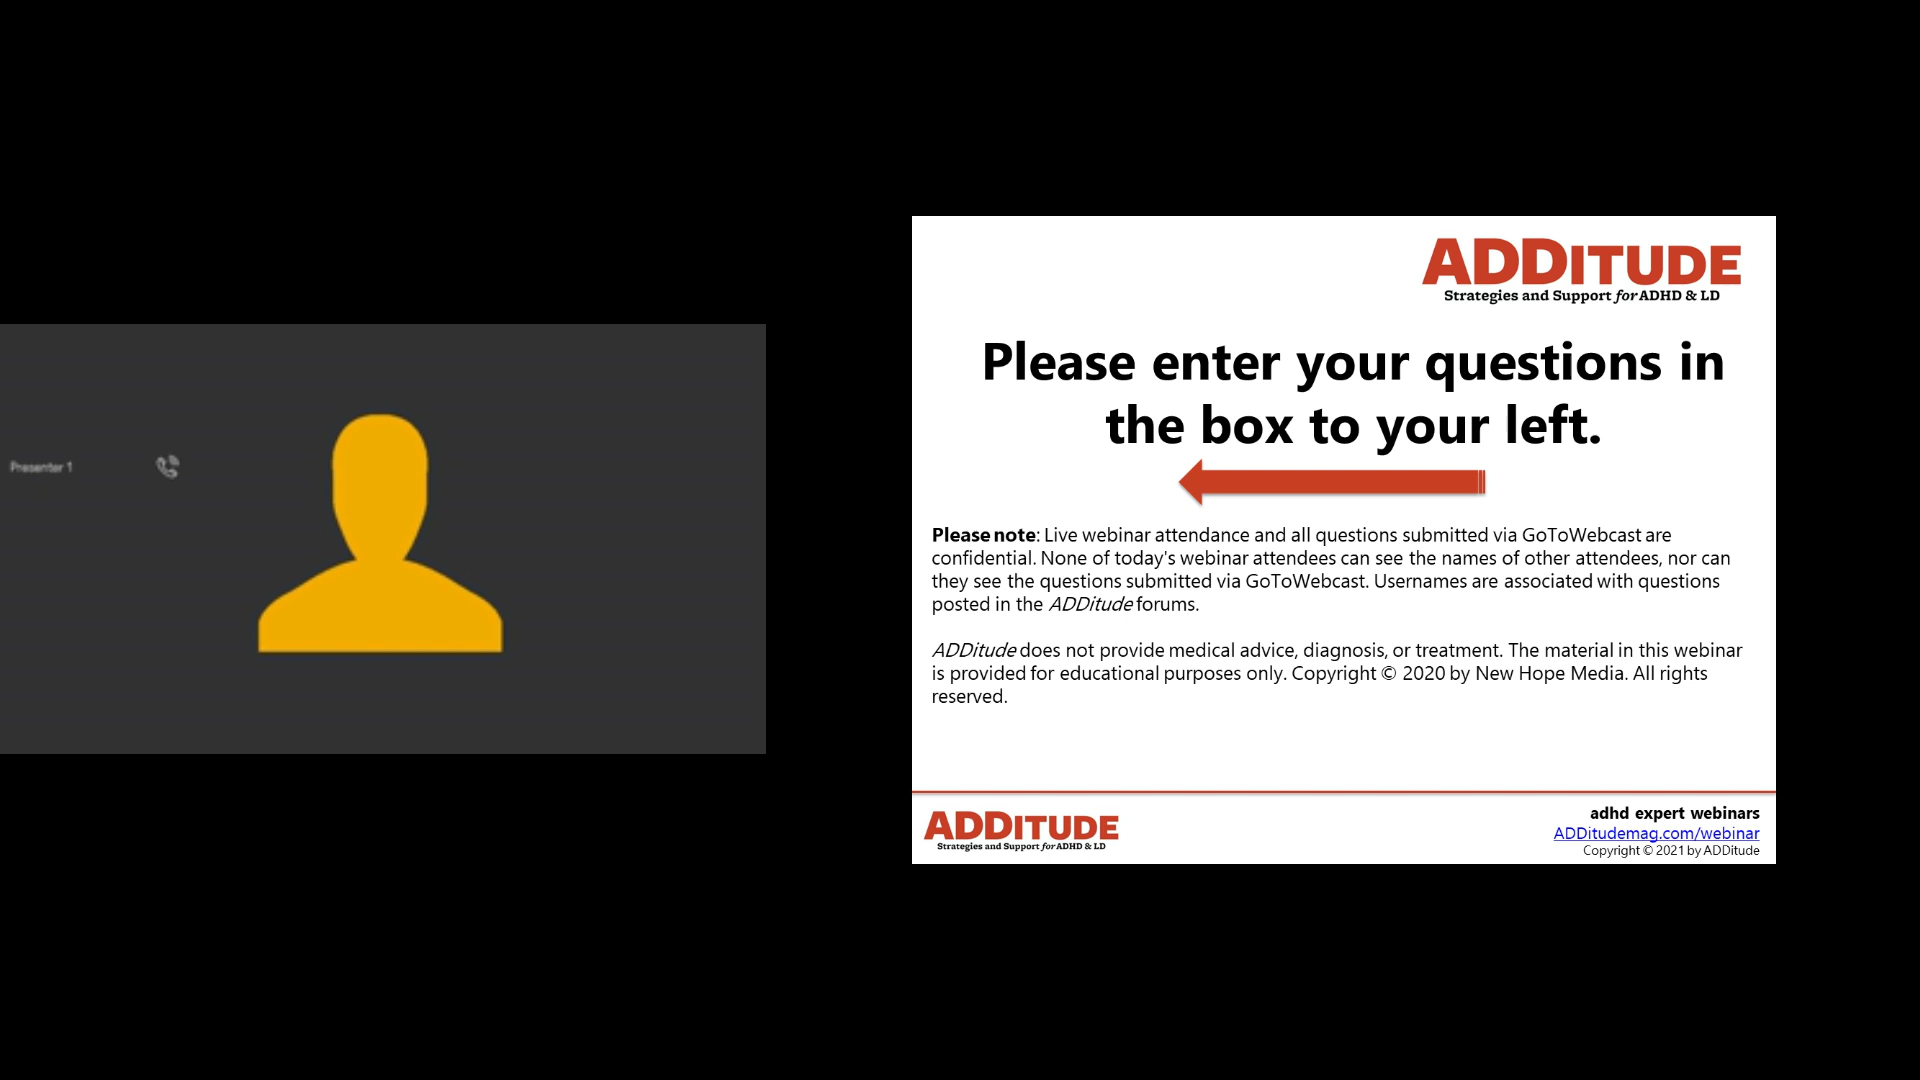 Presenter 1
ADDITUDE
Strategies and Support for ADHD & LD
Please enter your questions in
the box to your left.
Please note: Live webinar attendance and all questions submitted via GoToWebcast are
confidential. None of today's webinar attendees can see the names of other attendees, nor can
they see the questions submitted via GoToWebcast. Usernames are associated with questions
posted in the ADDitude forums.
ADDitude does not provide medical advice, diagnosis, or treatment. The material in this webinar
is provided for educational purposes only. Copyright © 2020 by New Hope Media. All rights
reserved.
ADDITUDE
Strategies and Support for ADHD & LD
adhd expert webinars
ADDitudemag.com/webinar
Copyright © 2021 by ADDitude